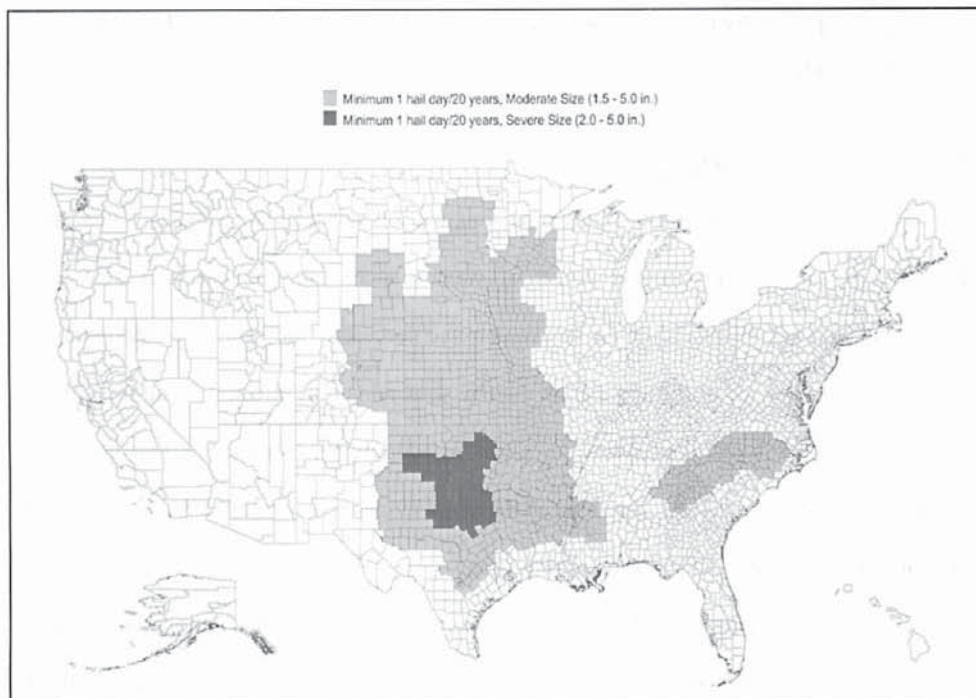 Minimum 1 hail day/20 years, Moderate Size (1.5 - 5.0 in.)
Minimum 1 hail day/20 years, Severe Size (2.0 - 5.0 in.)